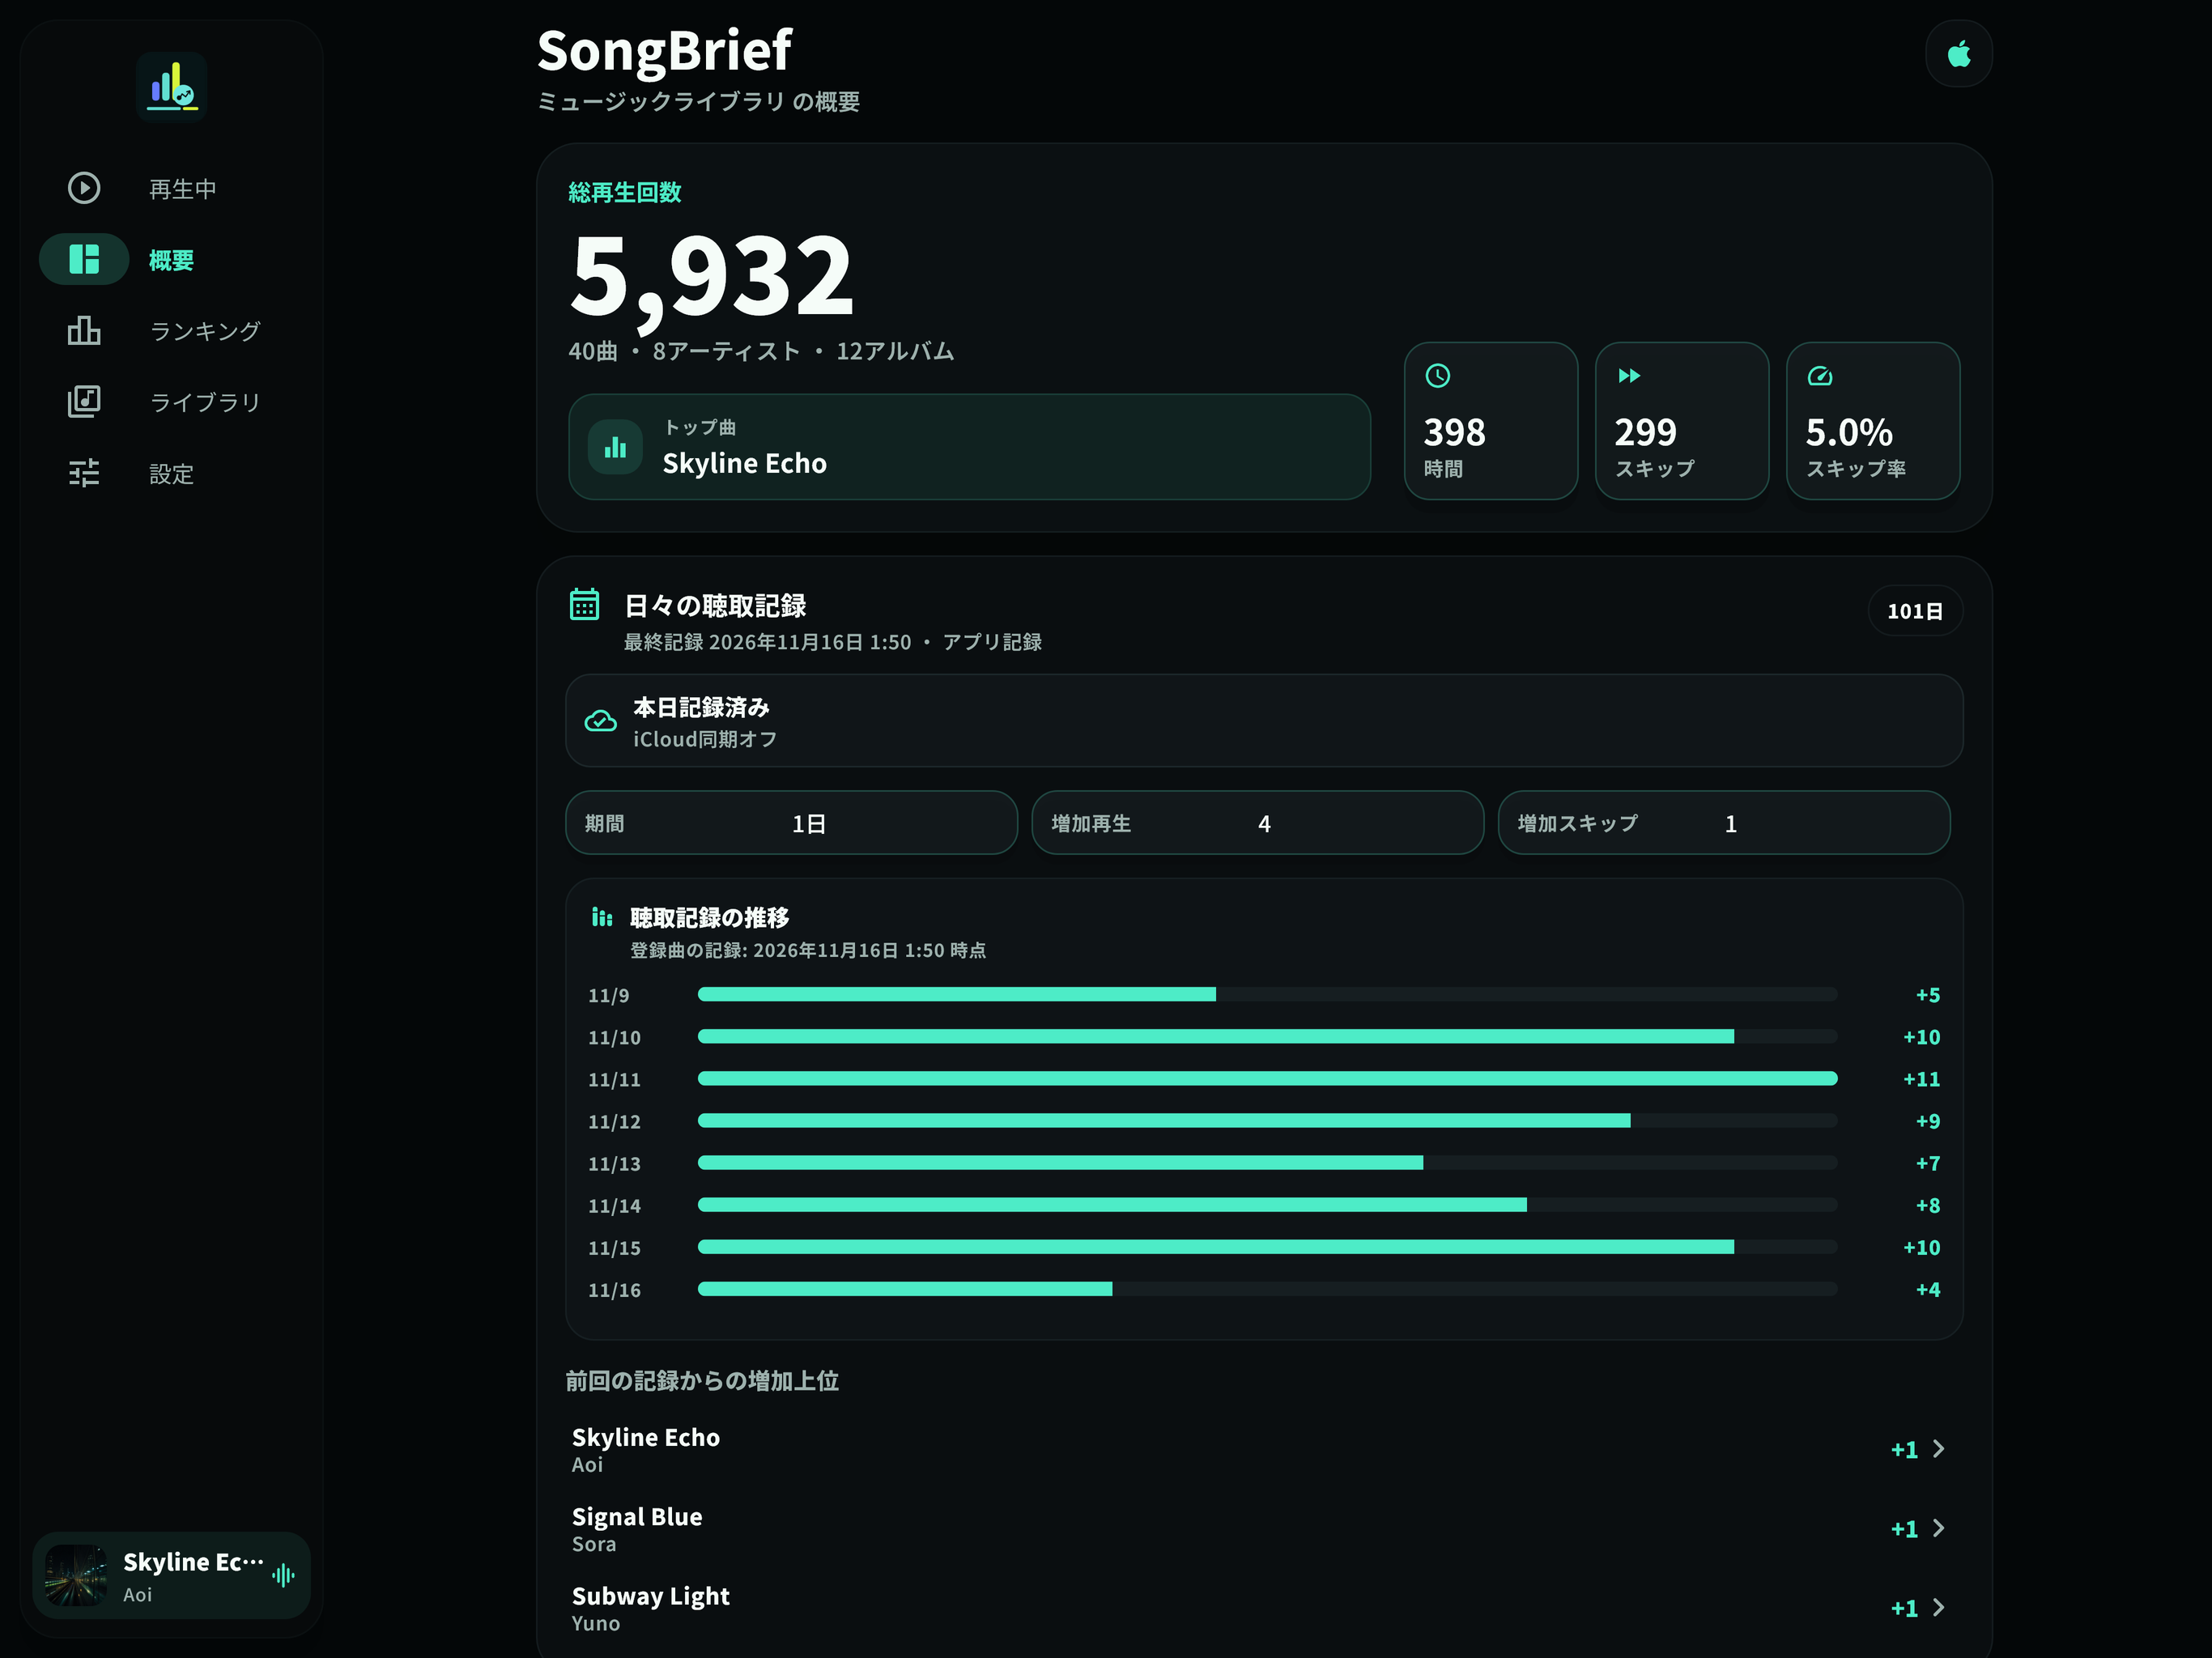 SongBrief
ミュージックライブラリ の概要
再生中
概要
ランキング
ライブラリ
設定
総再生回数
5,932
40曲 ・ 8アーティスト ・ 12アルバム
トップ曲
Skyline Echo
398
時間
299
スキップ
5.0%
スキップ率
日々の聴取記録
最終記録 2026年11月16日 1:50 ・ アプリ記録
101日
本日記録済み
iCloud同期オフ
期間 1日
増加再生 4
増加スキップ 1
聴取記録の推移
登録曲の記録: 2026年11月16日 1:50 時点
11/9 +5
11/10 +10
11/11 +11
11/12 +9
11/13 +7
11/14 +8
11/15 +10
11/16 +4
前回の記録からの増加上位
Skyline Echo
Aoi
+1
Signal Blue
Sora
+1
Subway Light
Yuno
+1
Skyline Ec…
Aoi